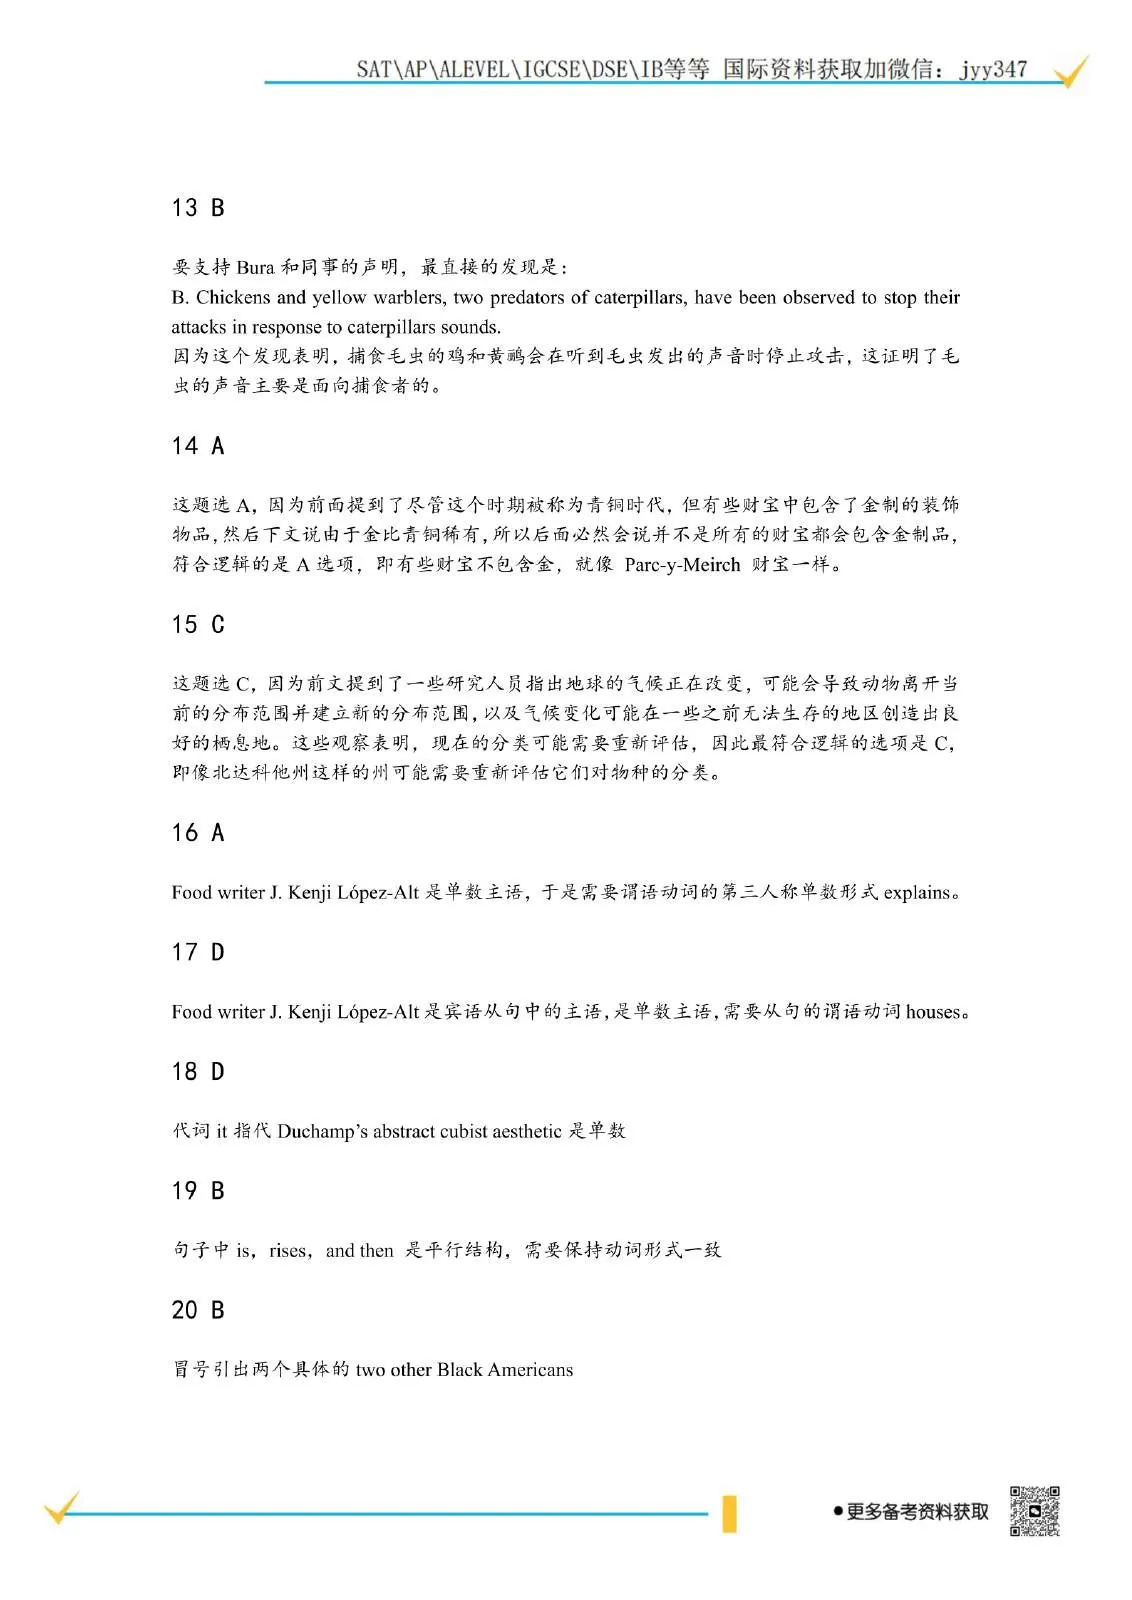 SAT\AP\ALEVEL\IGCSE\DSE\IB等等 国际资料获取加微信：jyy347
13 B
要支持 Bura 和同事的声明，最直接的发现是：
B. Chickens and yellow warblers, two predators of caterpillars, have been observed to stop their
attacks in response to caterpillars sounds.
因为这个发现表明，捕食毛虫的鸡和黄鹂会在听到毛虫发出的声音时停止攻击，这证明了毛
虫的声音主要是面向捕食者的。
14 A
这题选 A，因为前面提到了尽管这个时期被称为青铜时代，但有些财宝中包含了金制的装饰
物品，然后下文说由于金比青铜稀有，所以后面必然会说并不是所有的财宝都会包含金制品，
符合逻辑的是 A 选项，即有些财宝不包含金，就像 Parc-y-Meirch 财宝一样。
15 C
这题选 C，因为前文提到了一些研究人员指出地球的气候正在改变，可能会导致动物离开当
前的分布范围并建立新的分布范围，以及气候变化可能在一些之前无法生存的地区创造出良
好的栖息地。这些观察表明，现在的分类可能需要重新评估，因此最符合逻辑的选项是 C，
即像北达科他州这样的州可能需要重新评估它们对物种的分类。
16 A
Food writer J. Kenji López-Alt 是单数主语，于是需要谓语动词的第三人称单数形式 explains。
17 D
Food writer J. Kenji López-Alt 是宾语从句中的主语，是单数主语，需要从句的谓语动词 houses。
18 D
代词 it 指代 Duchamp’s abstract cubist aesthetic 是单数
19 B
句子中 is，rises，and then 是平行结构，需要保持动词形式一致
20 B
冒号引出两个具体的 two other Black Americans
●更多备考资料获取